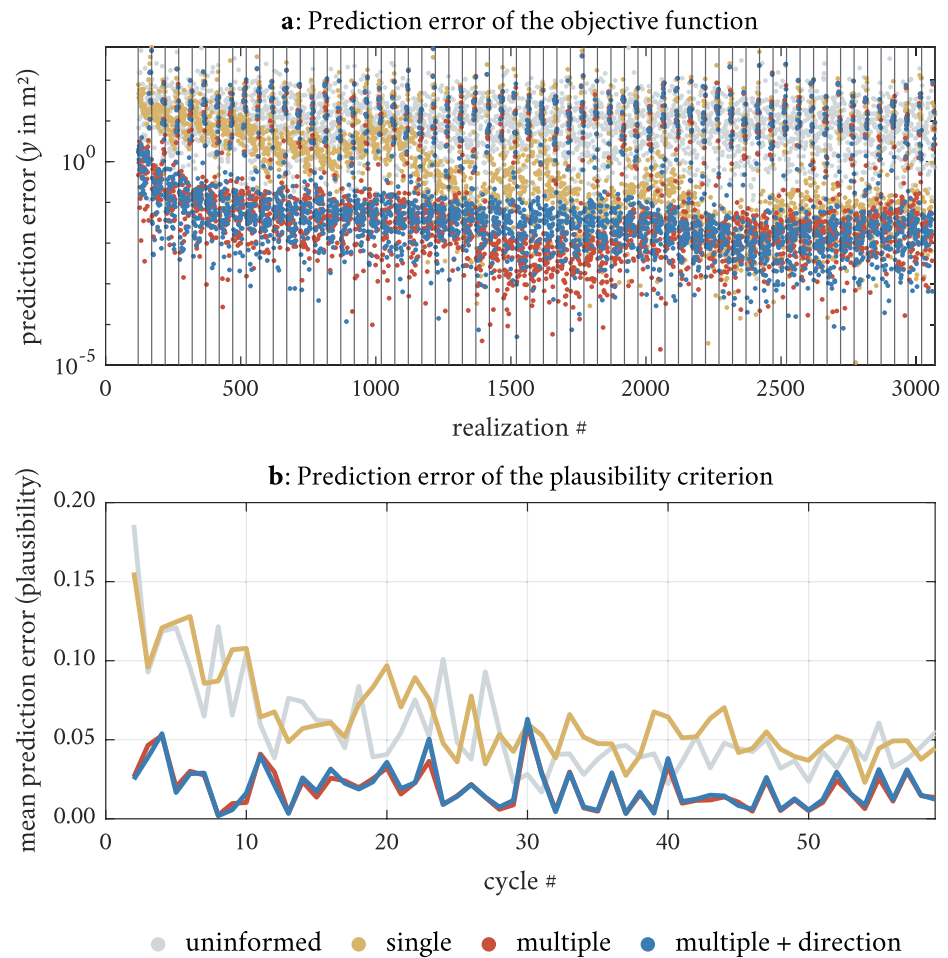 a: Prediction error of the objective function
prediction error (y in m²)
10⁰
10⁻⁵
0 500 1000 1500 2000 2500 3000
realization #
b: Prediction error of the plausibility criterion
mean prediction error (plausibility)
0.20
0.15
0.10
0.05
0.00
0 10 20 30 40 50
cycle #
uninformed single multiple multiple + direction